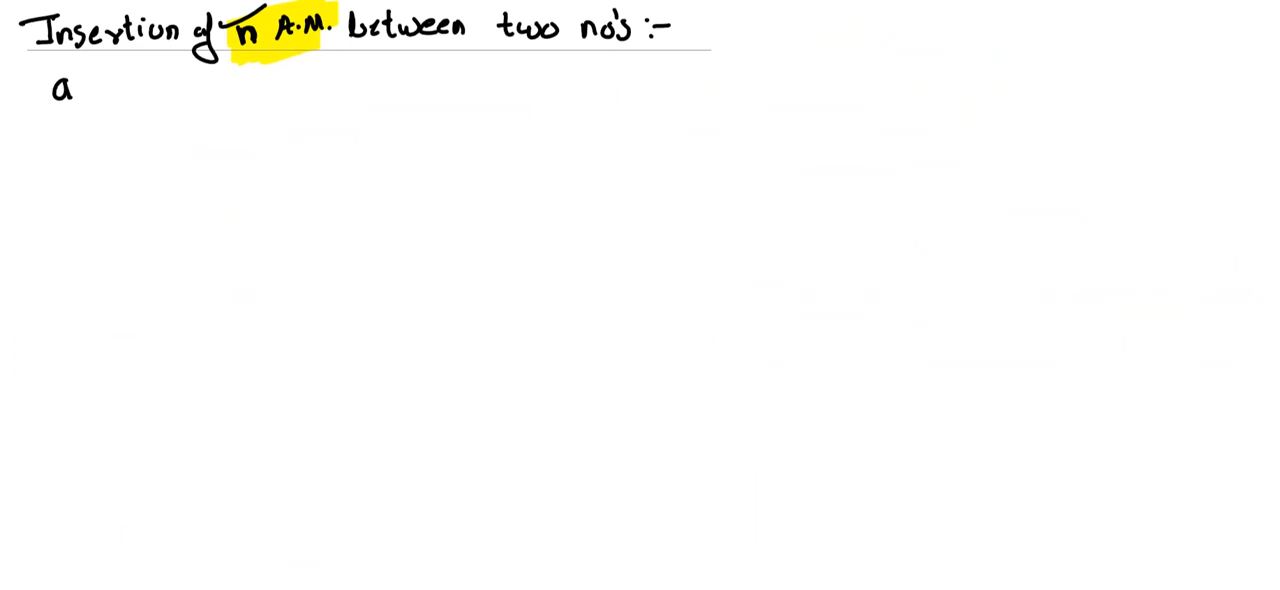 Insertion of n A.M. between two no's :-
a